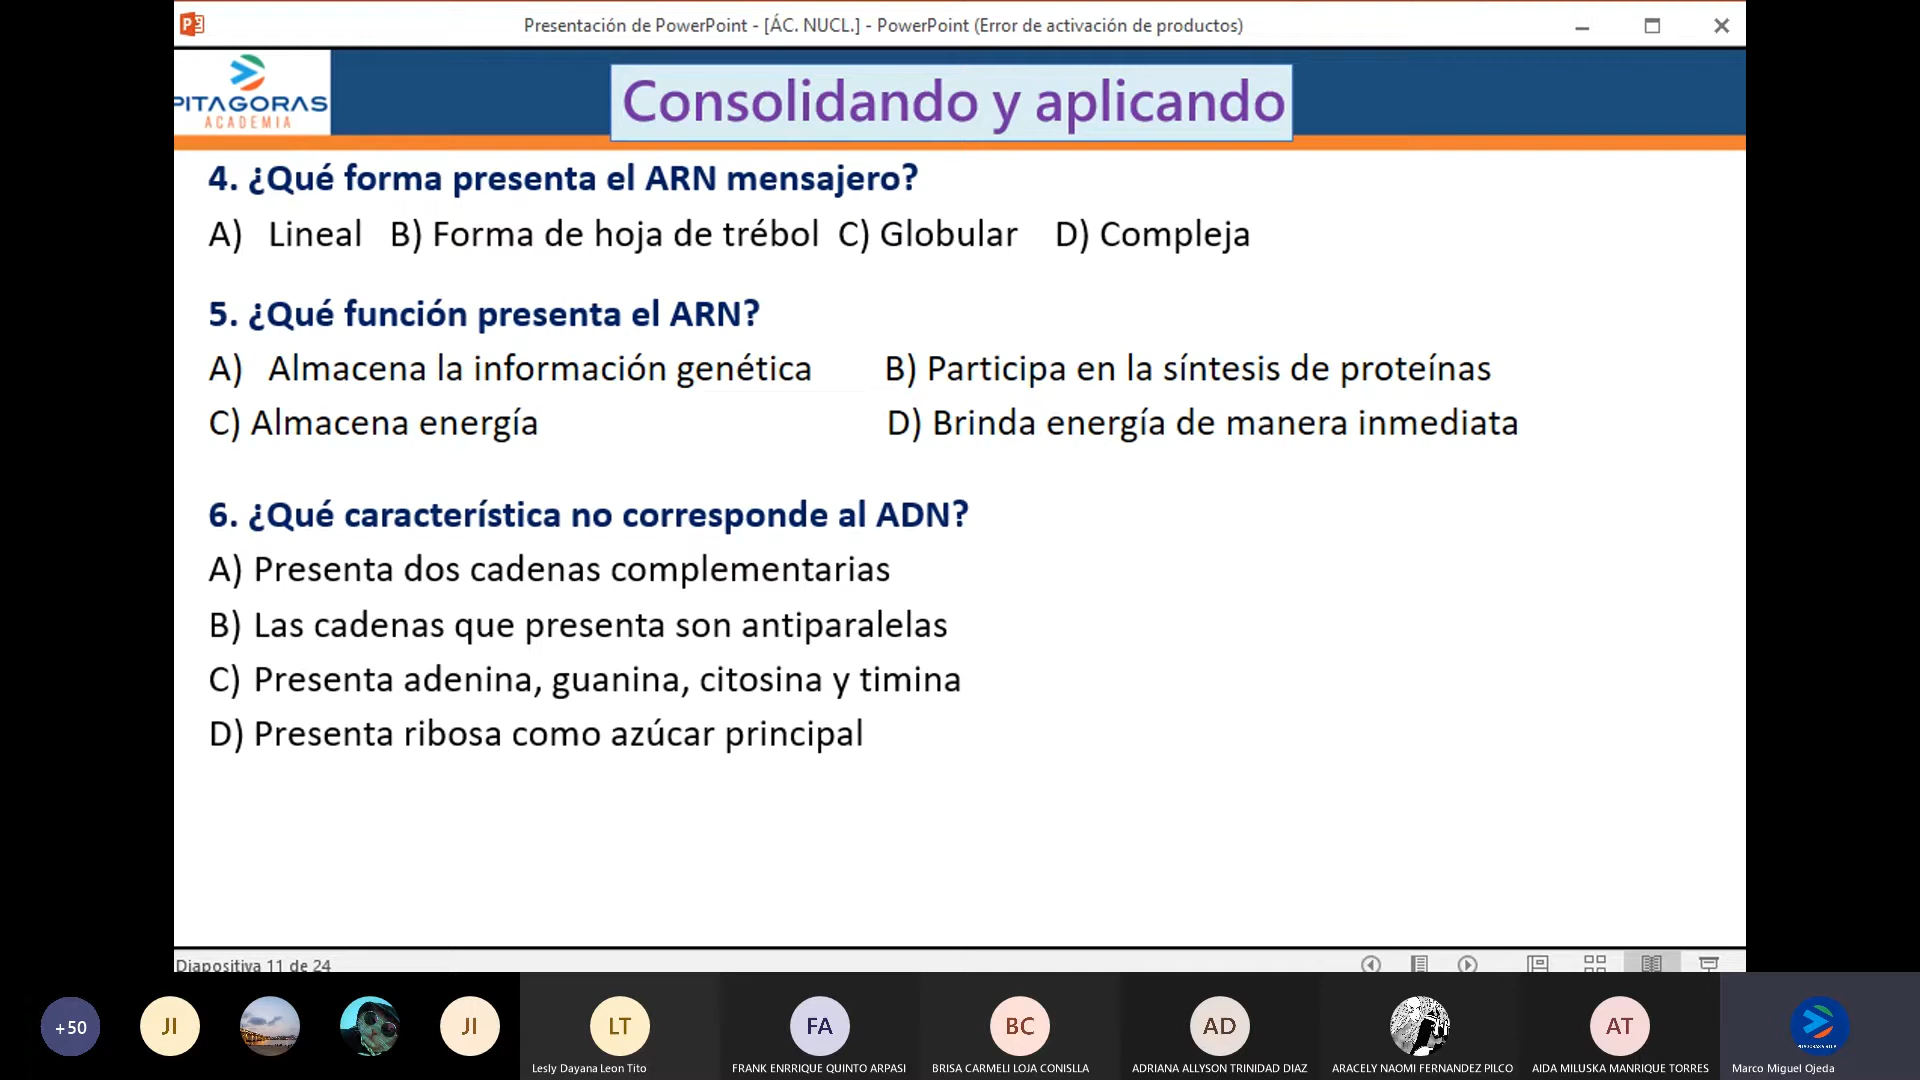 Presentación de PowerPoint - [ÁC. NUCL.] - PowerPoint (Error de activación de productos)
PITAGORAS
ACADEMIA
Consolidando y aplicando
4. ¿Qué forma presenta el ARN mensajero?
A) Lineal B) Forma de hoja de trébol C) Globular D) Compleja
5. ¿Qué función presenta el ARN?
A) Almacena la información genética B) Participa en la síntesis de proteínas
C) Almacena energía D) Brinda energía de manera inmediata
6. ¿Qué característica no corresponde al ADN?
A) Presenta dos cadenas complementarias
B) Las cadenas que presenta son antiparalelas
C) Presenta adenina, guanina, citosina y timina
D) Presenta ribosa como azúcar principal
Diapositiva 11 de 24
+50 JI JI LT FA BC AD AT
Lesly Dayana Leon Tito FRANK ENRRIQUE QUINTO ARPASI BRISA CARMELI LOJA CONISLLA ADRIANA ALLYSON TRINIDAD DIAZ ARACELY NAOMI FERNANDEZ PILCO AIDA MILUSKA MANRIQUE TORRES Marco Miguel Ojeda